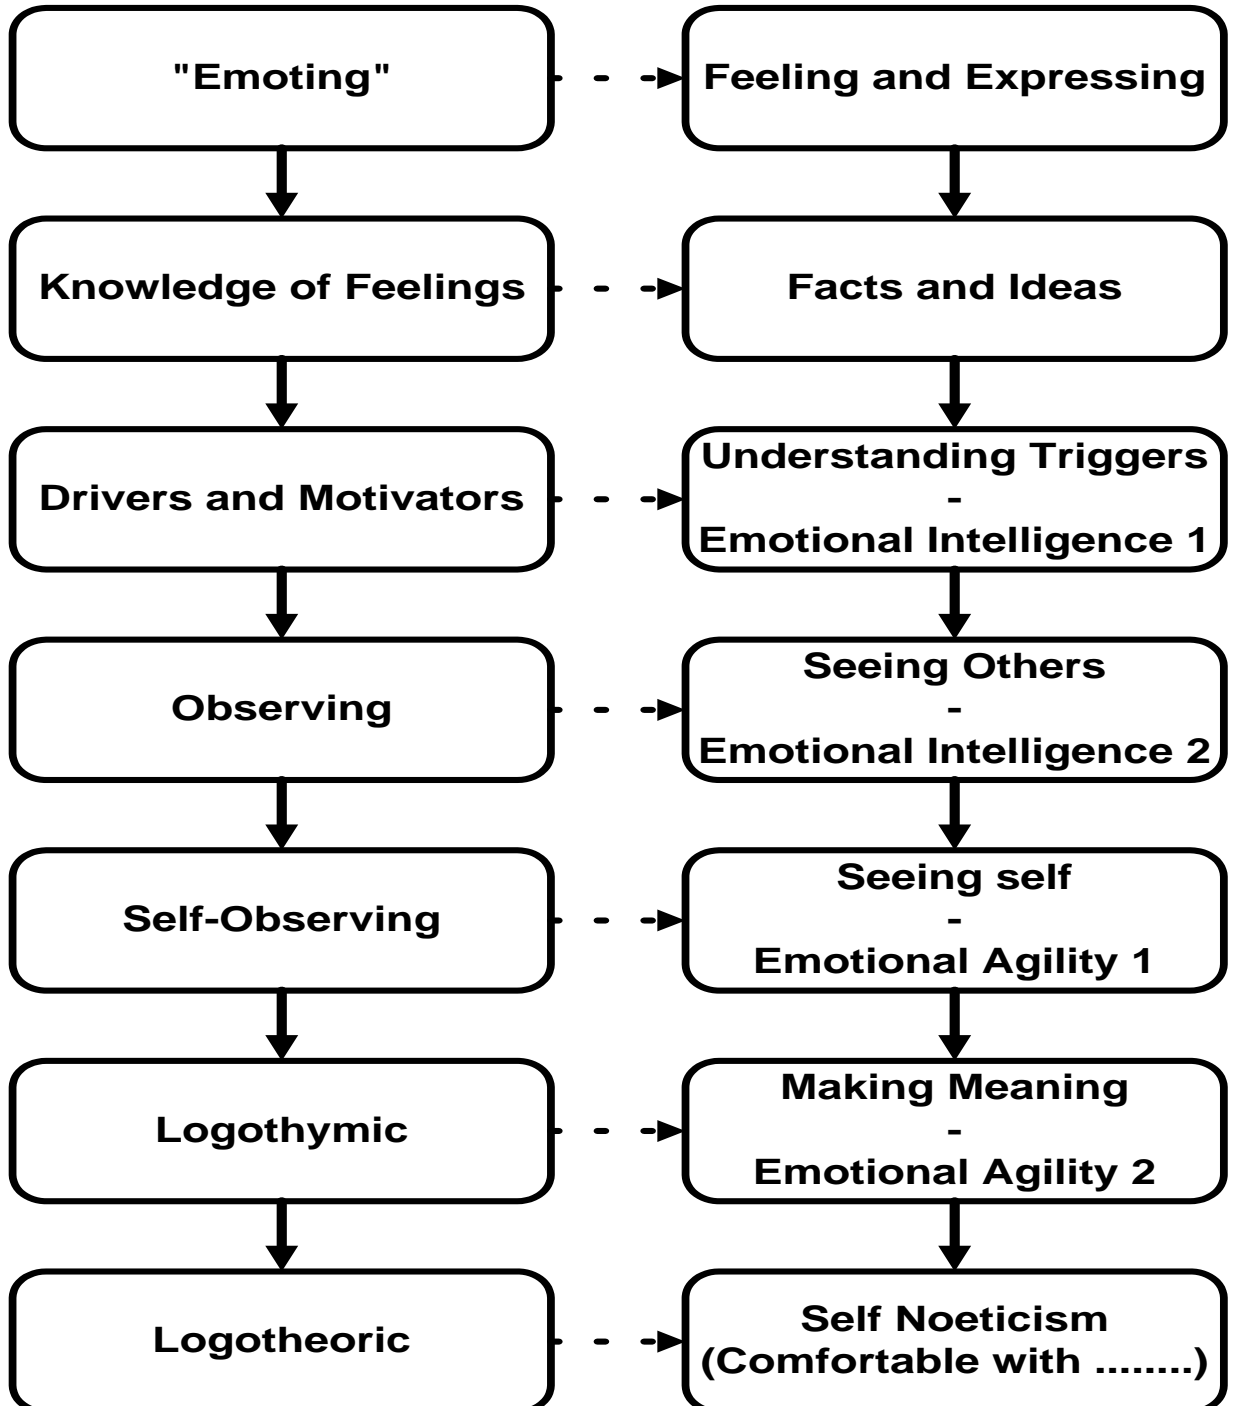 "Emoting"
Feeling and Expressing
Knowledge of Feelings
Facts and Ideas
Drivers and Motivators
Understanding Triggers
-
Emotional Intelligence 1
Observing
Seeing Others
-
Emotional Intelligence 2
Self-Observing
Seeing self
-
Emotional Agility 1
Logothymic
Making Meaning
-
Emotional Agility 2
Logotheoric
Self Noeticism
(Comfortable with ........)